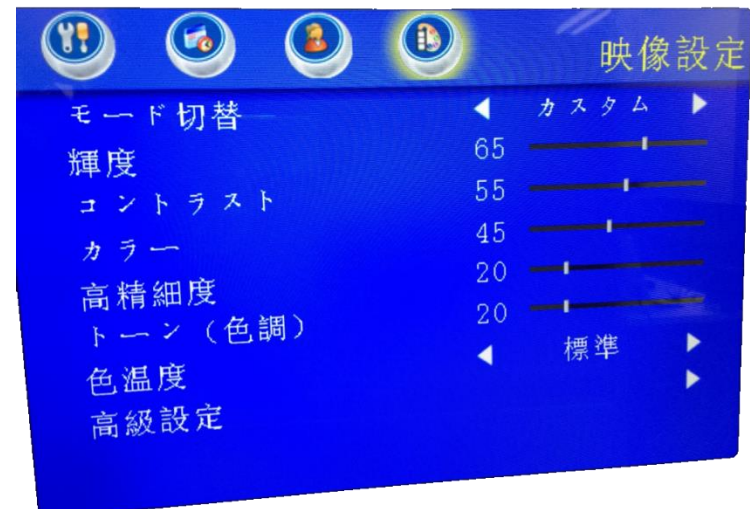 映像設定
モード切替 カスタム
輝度 65
コントラスト 55
カラー 45
高精細度 20
トーン（色調） 20
色温度 標準
高級設定